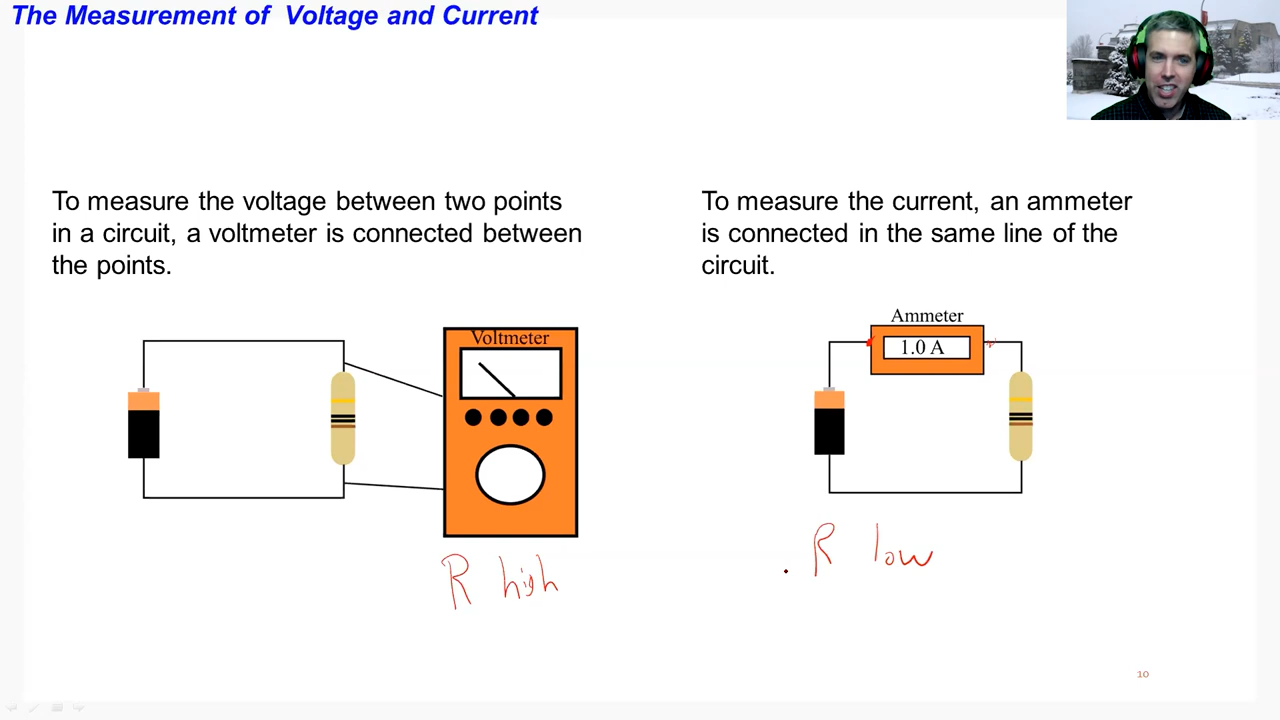 The Measurement of Voltage and Current
To measure the voltage between two points
in a circuit, a voltmeter is connected between
the points.
Voltmeter
R high
To measure the current, an ammeter
is connected in the same line of the
circuit.
Ammeter
1.0 A
R low
10